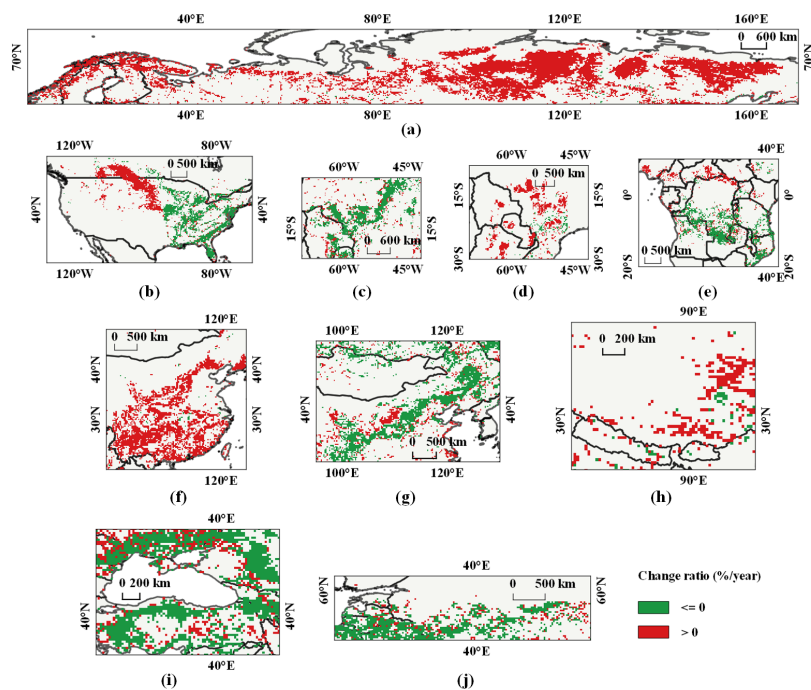 40°E 80°E 120°E 160°E
0 600 km
70°N 70°N
40°E 80°E 120°E 160°E
(a)
120°W 80°W
0 500 km
40°N 40°N
120°W 80°W
(b)
60°W 45°W
15°S 15°S
0 600 km
60°W 45°W
(c)
60°W 45°W
0 500 km
15°S 15°S
30°S 30°S
60°W 45°W
(d)
40°E
0° 0°
0 500 km
20°S 20°S
40°E
(e)
120°E
0 500 km
40°N 40°N
30°N 30°N
120°E
(f)
100°E 120°E
40°N 40°N
0 500 km
100°E 120°E
(g)
90°E
0 200 km
30°N 30°N
90°E
(h)
40°E
0 200 km
40°N 40°N
40°E
(i)
40°E
60°N 60°N
0 500 km
40°E
(j)
Change ratio (%/year)
<= 0
> 0